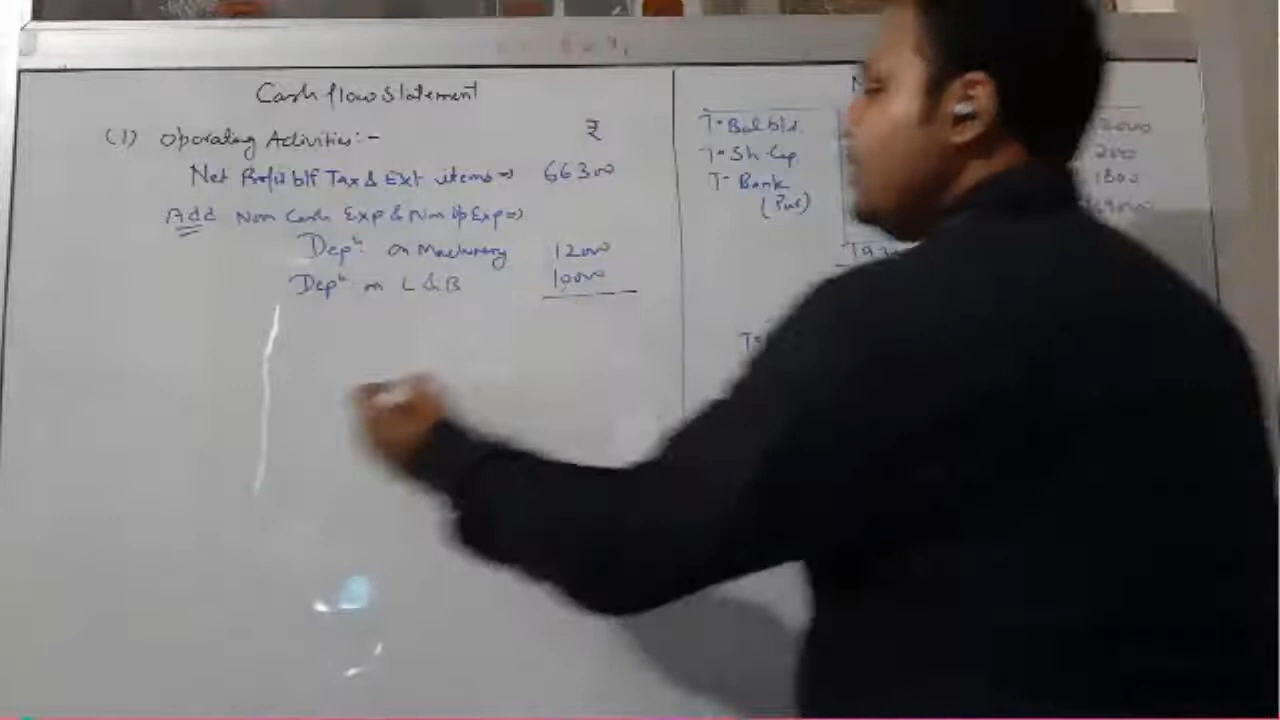 Cash flow Statement
(1) Operating Activities:-
₹
Net Profit b/f Tax & Ext items⇒ 66300
Add Non Cash Exp & Non Op Exp⇒
Depⁿ: on Machinery 12000
Depⁿ on L & B 10000
T- Bal b/d.
T- Sh. Cap
T- Bank
(Pur)